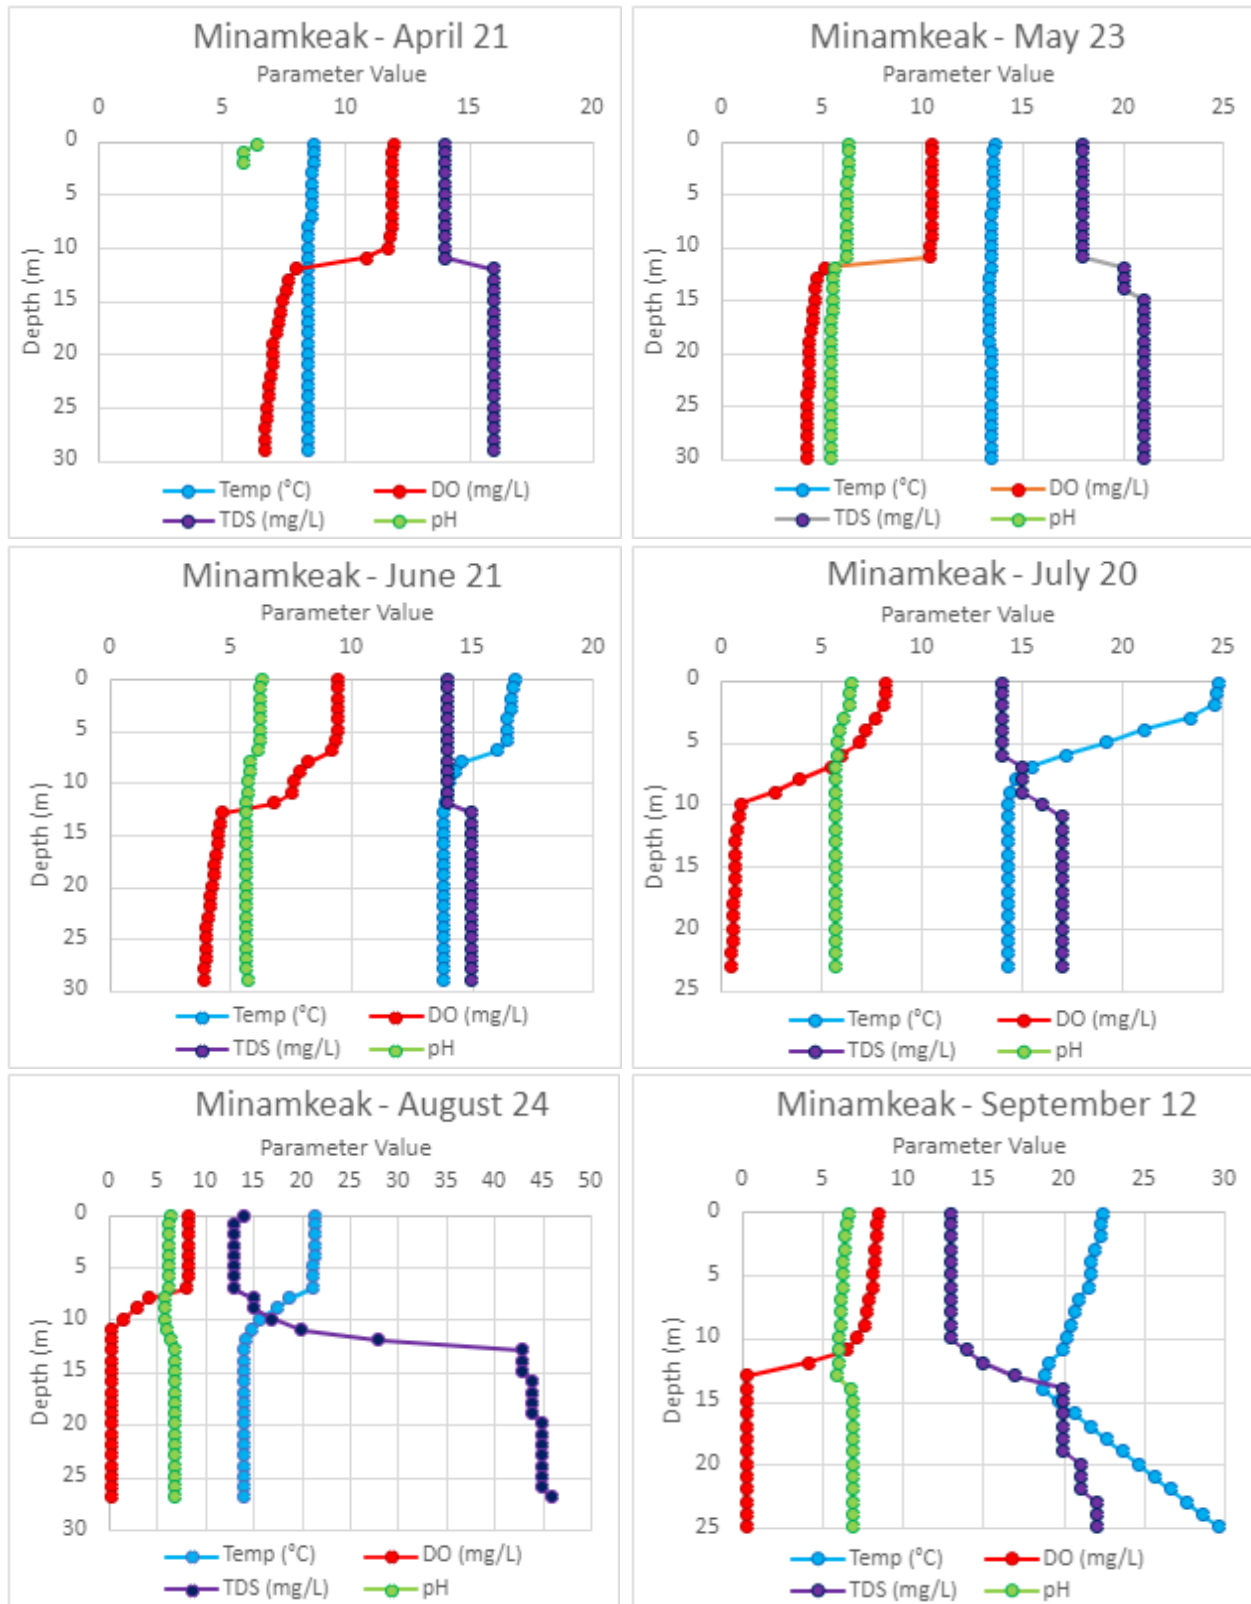 Minamkeak - April 21
Parameter Value
0 5 10 15 20
0
5
10
15
20
25
30
Depth (m)
Temp (°C) DO (mg/L)
TDS (mg/L) pH
Minamkeak - May 23
Parameter Value
0 5 10 15 20 25
0
5
10
15
20
25
30
Depth (m)
Temp (°C) DO (mg/L)
TDS (mg/L) pH
Minamkeak - June 21
Parameter Value
0 5 10 15 20
0
5
10
15
20
25
30
Depth (m)
Temp (°C) DO (mg/L)
TDS (mg/L) pH
Minamkeak - July 20
Parameter Value
0 5 10 15 20 25
0
5
10
15
20
25
Depth (m)
Temp (°C) DO (mg/L)
TDS (mg/L) pH
Minamkeak - August 24
Parameter Value
0 5 10 15 20 25 30 35 40 45 50
0
5
10
15
20
25
30
Depth (m)
Temp (°C) DO (mg/L)
TDS (mg/L) pH
Minamkeak - September 12
Parameter Value
0 5 10 15 20 25 30
0
5
10
15
20
25
Depth (m)
Temp (°C) DO (mg/L)
TDS (mg/L) pH